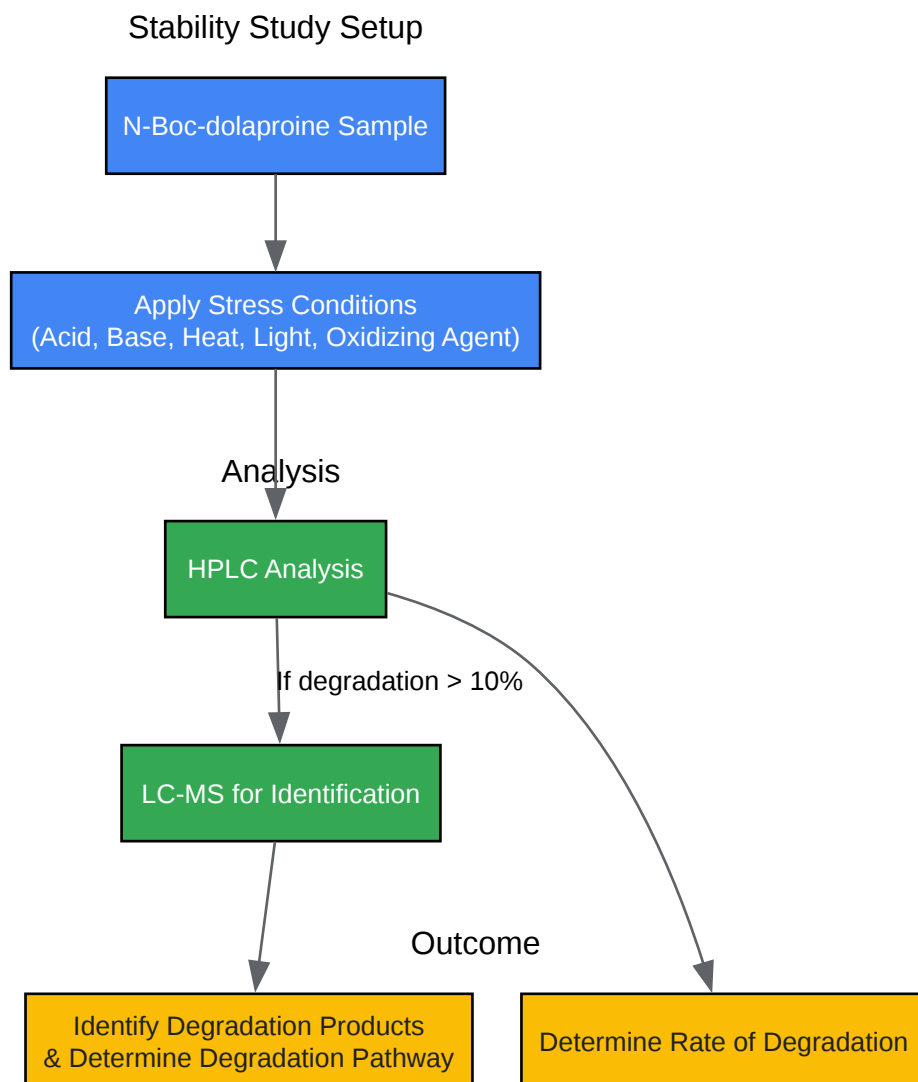 Stability Study Setup
N-Boc-dolaproine Sample
Apply Stress Conditions
(Acid, Base, Heat, Light, Oxidizing Agent)
Analysis
HPLC Analysis
If degradation > 10%
LC-MS for Identification
Outcome
Identify Degradation Products
& Determine Degradation Pathway
Determine Rate of Degradation